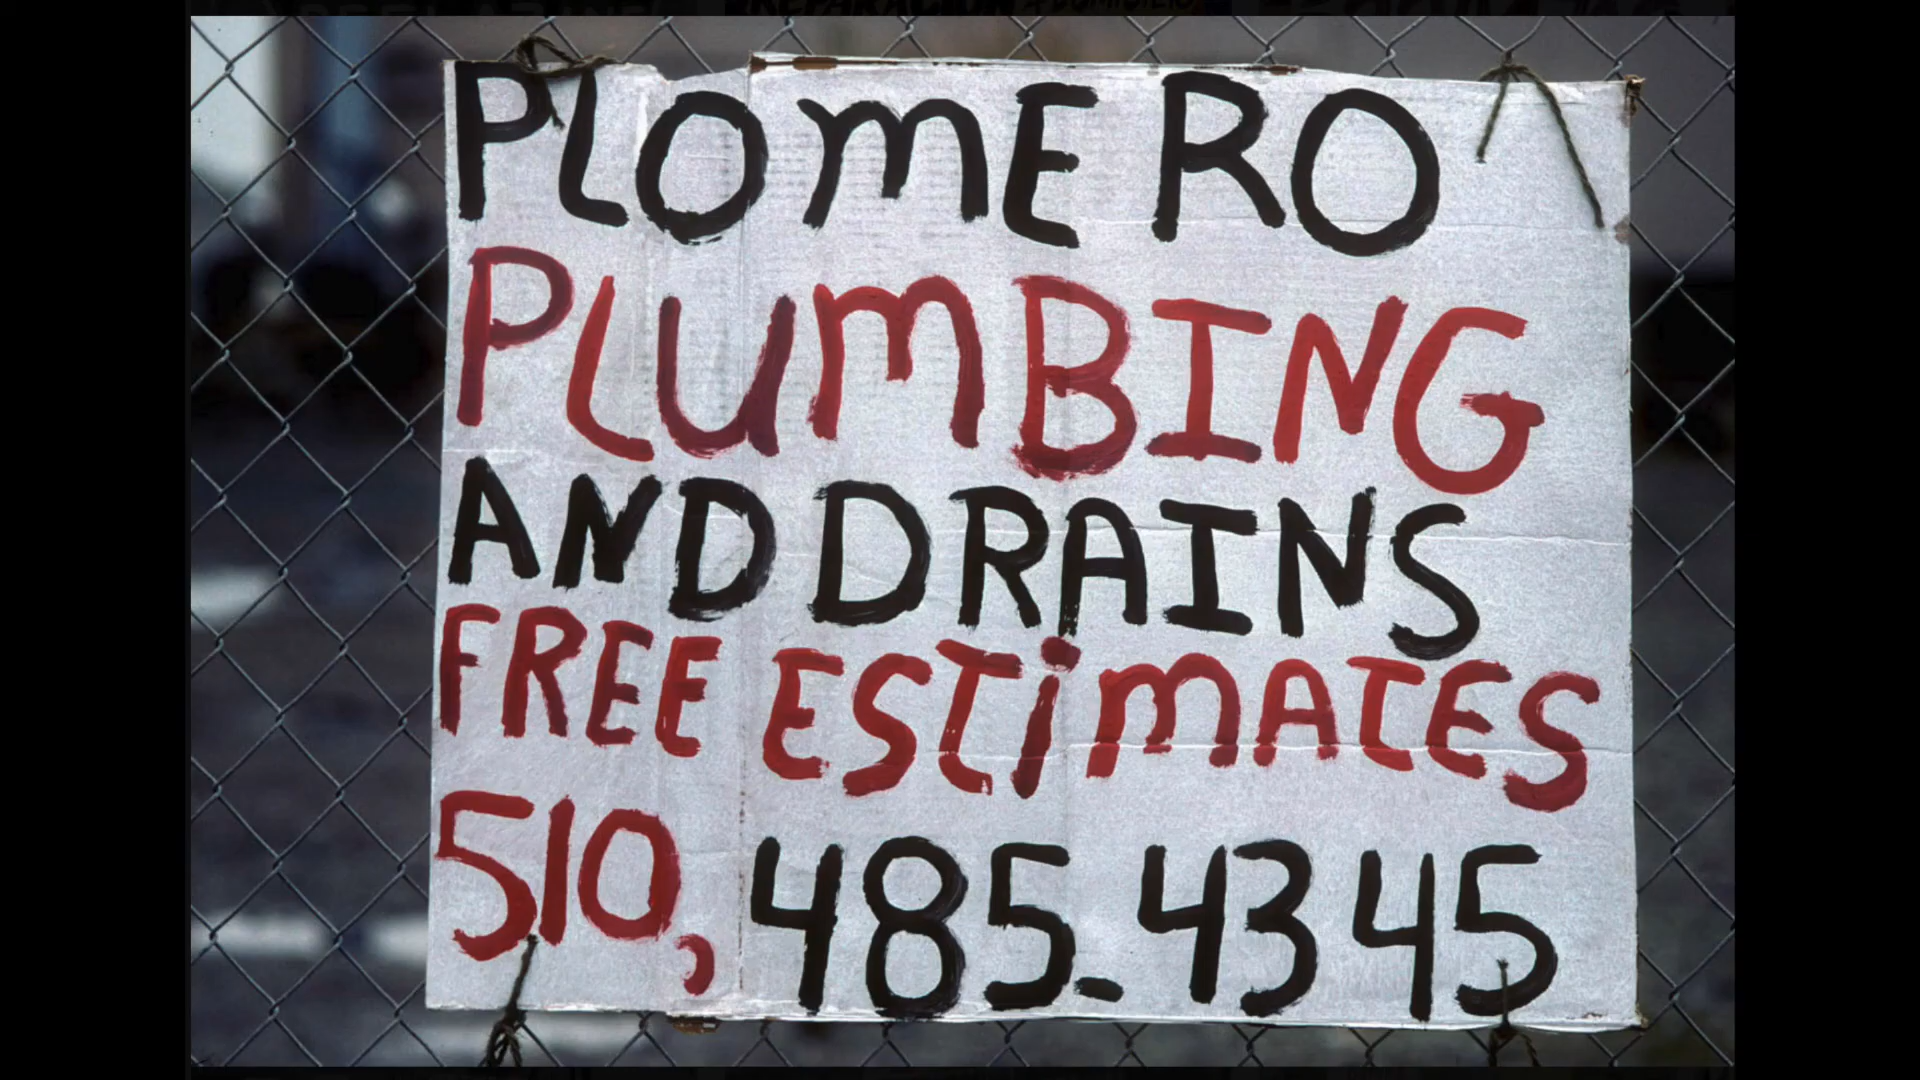 PLOMERO
PLUMBING
AND DRAINS
FREE ESTiMATES
510, 485-4345